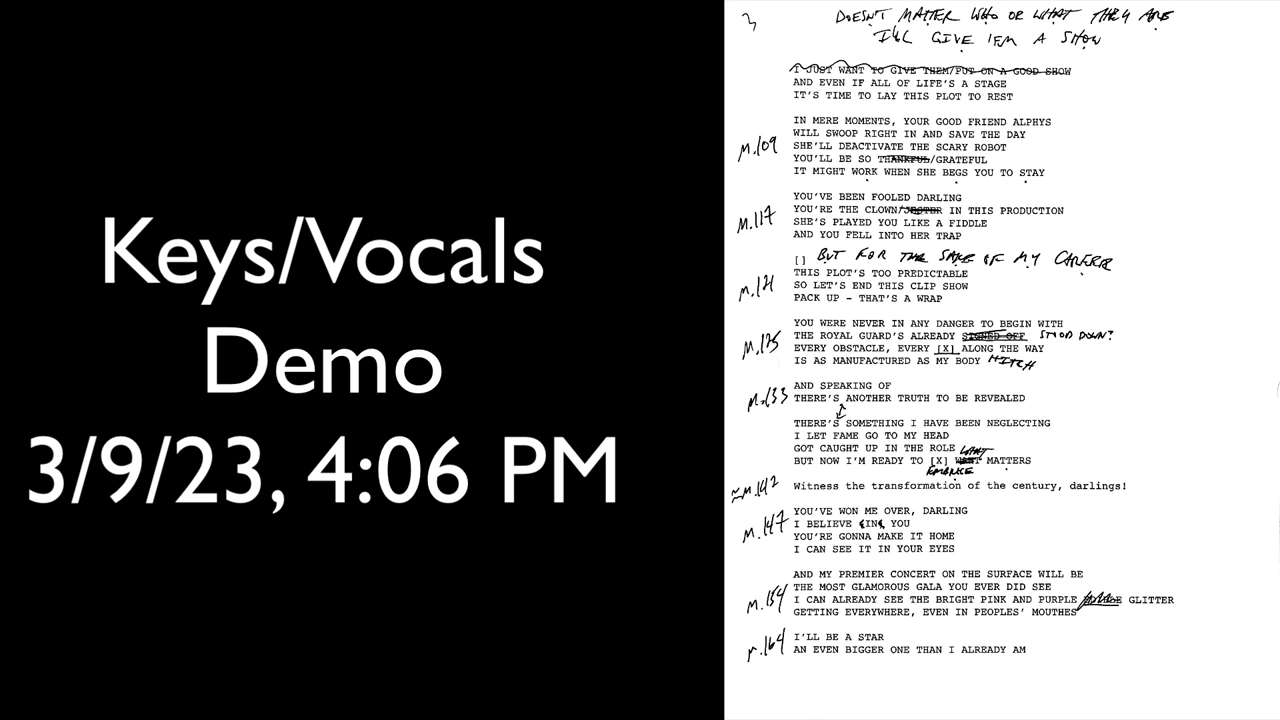 Keys/Vocals
Demo
3/9/23, 4:06 PM
3
DOESN'T MATTER WHO OR WHAT THEY ARE
I'LL GIVE 'EM A SHOW
I JUST WANT TO GIVE THEM/PUT ON A GOOD SHOW
AND EVEN IF ALL OF LIFE'S A STAGE
IT'S TIME TO LAY THIS PLOT TO REST
IN MERE MOMENTS, YOUR GOOD FRIEND ALPHYS
WILL SWOOP RIGHT IN AND SAVE THE DAY
m.109 SHE'LL DEACTIVATE THE SCARY ROBOT
YOU'LL BE SO THANKFUL/GRATEFUL
IT MIGHT WORK WHEN SHE BEGS YOU TO STAY
YOU'VE BEEN FOOLED DARLING
m.117 YOU'RE THE CLOWN/JESTER IN THIS PRODUCTION
SHE'S PLAYED YOU LIKE A FIDDLE
AND YOU FELL INTO HER TRAP
[] BUT FOR THE SAKE OF MY CAREER
THIS PLOT'S TOO PREDICTABLE
m.121 SO LET'S END THIS CLIP SHOW
PACK UP – THAT'S A WRAP
YOU WERE NEVER IN ANY DANGER TO BEGIN WITH
THE ROYAL GUARD'S ALREADY SIGNED OFF STOOD DOWN?
m.125 EVERY OBSTACLE, EVERY [X] ALONG THE WAY
HITCH
IS AS MANUFACTURED AS MY BODY
AND SPEAKING OF
m.133 THERE'S ANOTHER TRUTH TO BE REVEALED
THERE'S SOMETHING I HAVE BEEN NEGLECTING
I LET FAME GO TO MY HEAD
GOT CAUGHT UP IN THE ROLE
WHAT
BUT NOW I'M READY TO [X] WHAT MATTERS
EMBRACE
≈m.142 Witness the transformation of the century, darlings!
YOU'VE WON ME OVER, DARLING
m.147 I BELIEVE (IN) YOU
YOU'RE GONNA MAKE IT HOME
I CAN SEE IT IN YOUR EYES
AND MY PREMIER CONCERT ON THE SURFACE WILL BE
THE MOST GLAMOROUS GALA YOU EVER DID SEE
m.154 I CAN ALREADY SEE THE BRIGHT PINK AND PURPLE GLITTER
GETTING EVERYWHERE, EVEN IN PEOPLES' MOUTHES
m.164 I'LL BE A STAR
AN EVEN BIGGER ONE THAN I ALREADY AM